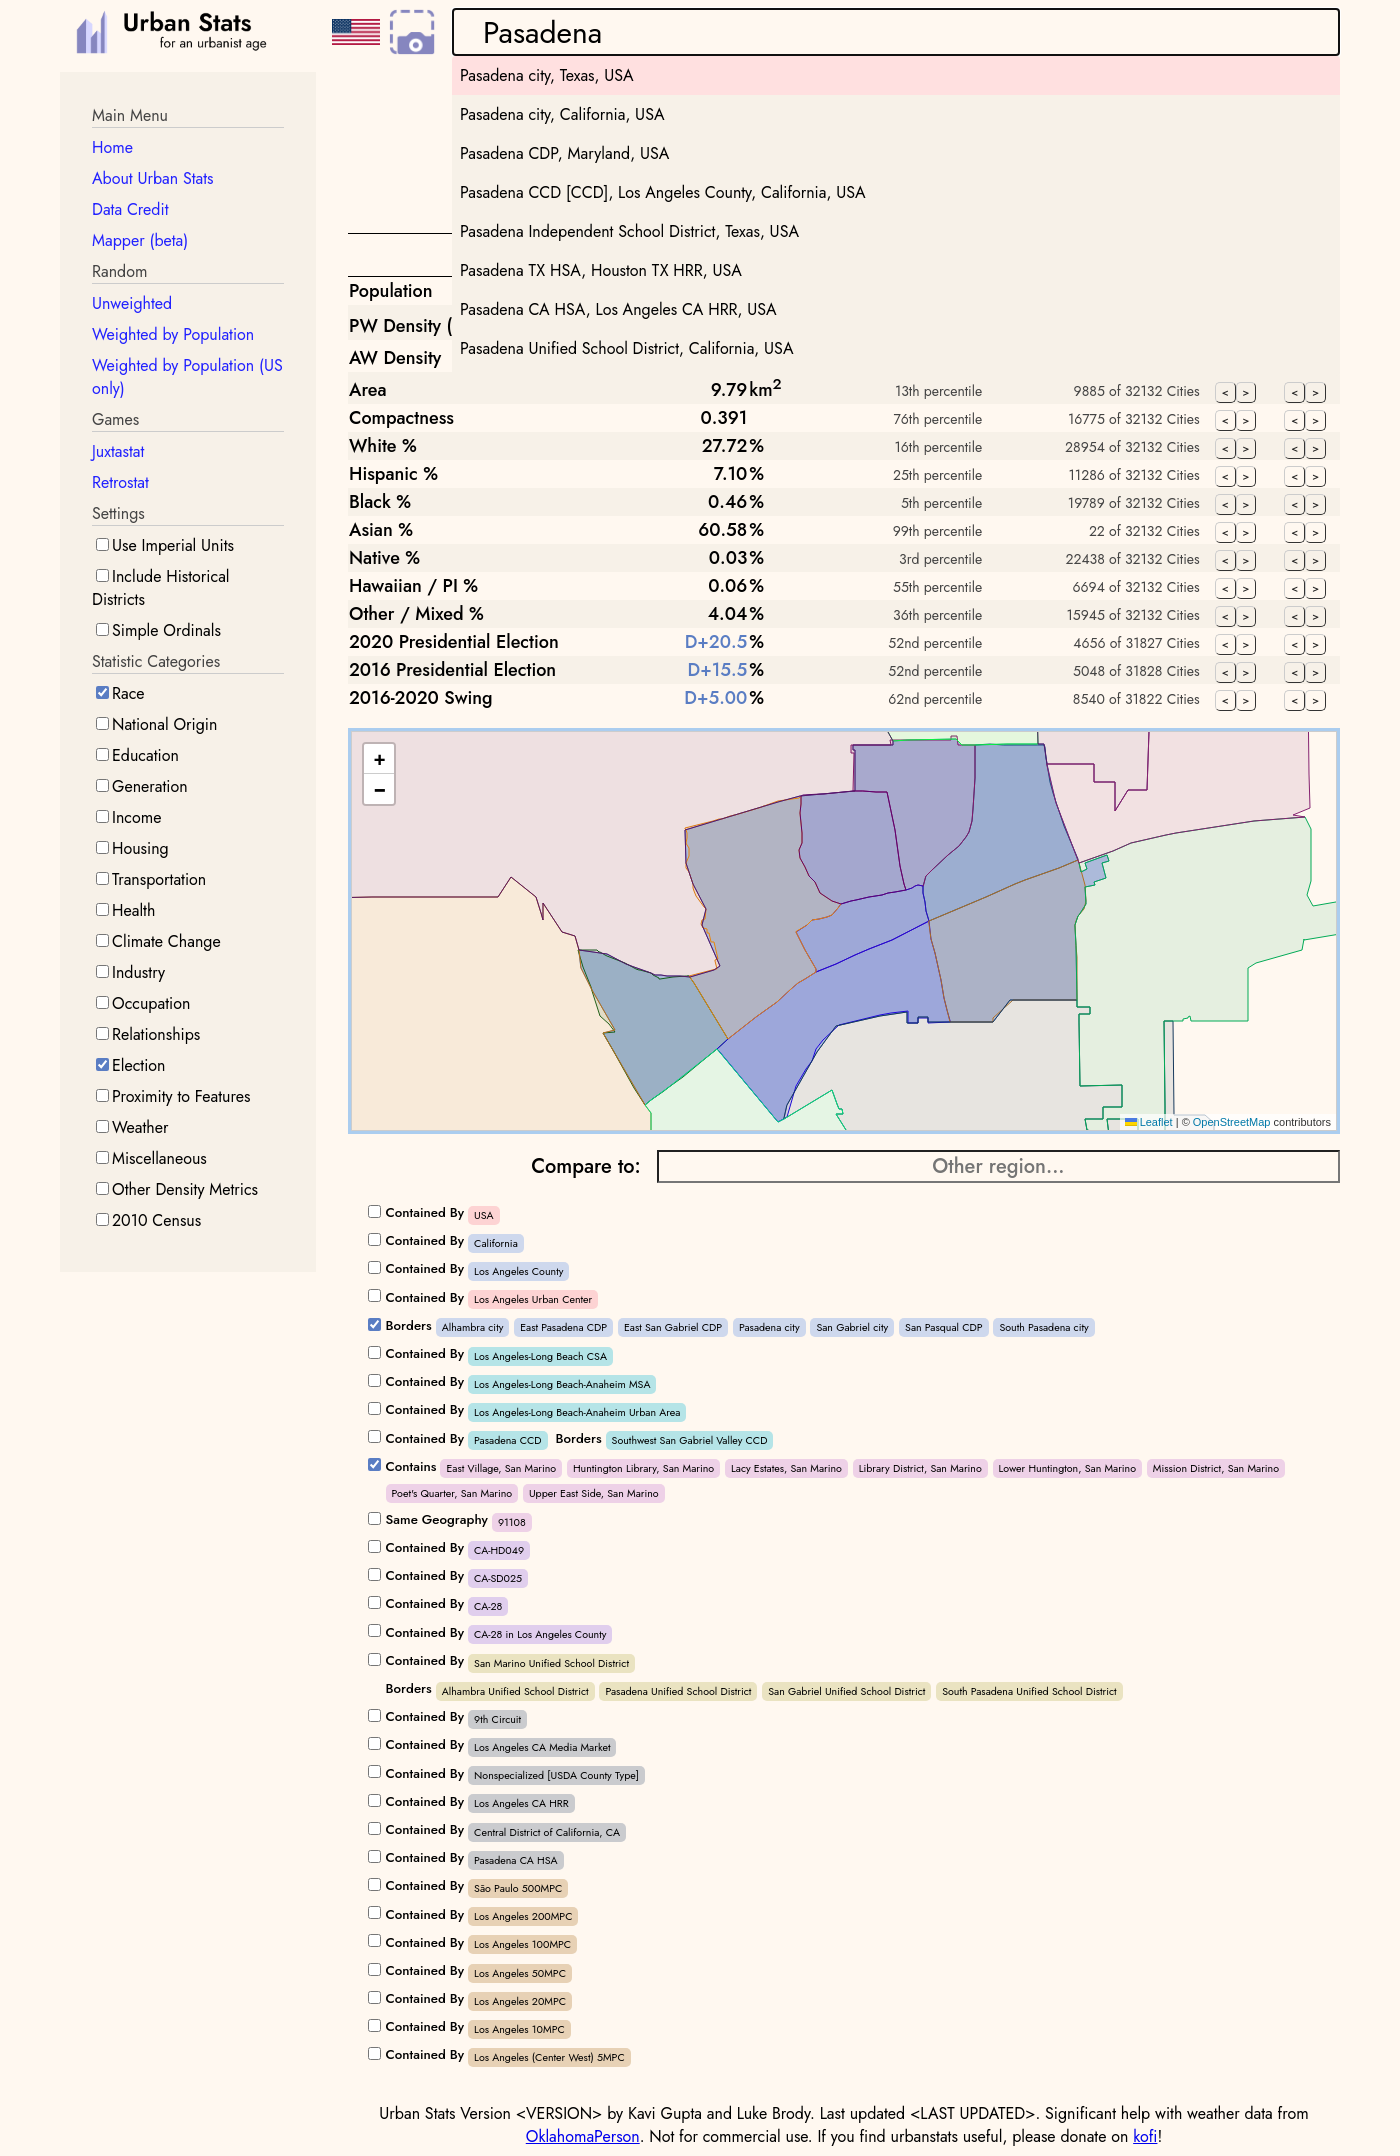 Urban Stats
for an urbanist age
Pasadena
Pasadena city, Texas, USA
Pasadena city, California, USA
Pasadena CDP, Maryland, USA
Pasadena CCD [CCD], Los Angeles County, California, USA
Pasadena Independent School District, Texas, USA
Pasadena TX HSA, Houston TX HRR, USA
Pasadena CA HSA, Los Angeles CA HRR, USA
Pasadena Unified School District, California, USA
Main Menu
Home
About Urban Stats
Data Credit
Mapper (beta)
Random
Unweighted
Weighted by Population
Weighted by Population (US
only)
Games
Juxtastat
Retrostat
Settings
Use Imperial Units
Include Historical
Districts
Simple Ordinals
Statistic Categories
Race
National Origin
Education
Generation
Income
Housing
Transportation
Health
Climate Change
Industry
Occupation
Relationships
Election
Proximity to Features
Weather
Miscellaneous
Other Density Metrics
2010 Census
Population
PW Density (
AW Density
Area 9.79 km² 13th percentile 9885 of 32132 Cities < > < >
Compactness 0.391 76th percentile 16775 of 32132 Cities < > < >
White % 27.72% 16th percentile 28954 of 32132 Cities < > < >
Hispanic % 7.10% 25th percentile 11286 of 32132 Cities < > < >
Black % 0.46% 5th percentile 19789 of 32132 Cities < > < >
Asian % 60.58% 99th percentile 22 of 32132 Cities < > < >
Native % 0.03% 3rd percentile 22438 of 32132 Cities < > < >
Hawaiian / PI % 0.06% 55th percentile 6694 of 32132 Cities < > < >
Other / Mixed % 4.04% 36th percentile 15945 of 32132 Cities < > < >
2020 Presidential Election D+20.5% 52nd percentile 4656 of 31827 Cities < > < >
2016 Presidential Election D+15.5% 52nd percentile 5048 of 31828 Cities < > < >
2016-2020 Swing D+5.00% 62nd percentile 8540 of 31822 Cities < > < >
+
−
Leaflet | © OpenStreetMap contributors
Compare to: Other region...
Contained By USA
Contained By California
Contained By Los Angeles County
Contained By Los Angeles Urban Center
Borders Alhambra city East Pasadena CDP East San Gabriel CDP Pasadena city San Gabriel city San Pasqual CDP South Pasadena city
Contained By Los Angeles-Long Beach CSA
Contained By Los Angeles-Long Beach-Anaheim MSA
Contained By Los Angeles-Long Beach-Anaheim Urban Area
Contained By Pasadena CCD Borders Southwest San Gabriel Valley CCD
Contains East Village, San Marino Huntington Library, San Marino Lacy Estates, San Marino Library District, San Marino Lower Huntington, San Marino Mission District, San Marino
Poet's Quarter, San Marino Upper East Side, San Marino
Same Geography 91108
Contained By CA-HD049
Contained By CA-SD025
Contained By CA-28
Contained By CA-28 in Los Angeles County
Contained By San Marino Unified School District
Borders Alhambra Unified School District Pasadena Unified School District San Gabriel Unified School District South Pasadena Unified School District
Contained By 9th Circuit
Contained By Los Angeles CA Media Market
Contained By Nonspecialized [USDA County Type]
Contained By Los Angeles CA HRR
Contained By Central District of California, CA
Contained By Pasadena CA HSA
Contained By São Paulo 500MPC
Contained By Los Angeles 200MPC
Contained By Los Angeles 100MPC
Contained By Los Angeles 50MPC
Contained By Los Angeles 20MPC
Contained By Los Angeles 10MPC
Contained By Los Angeles (Center West) 5MPC
Urban Stats Version <VERSION> by Kavi Gupta and Luke Brody. Last updated <LAST UPDATED>. Significant help with weather data from
OklahomaPerson. Not for commercial use. If you find urbanstats useful, please donate on kofi!